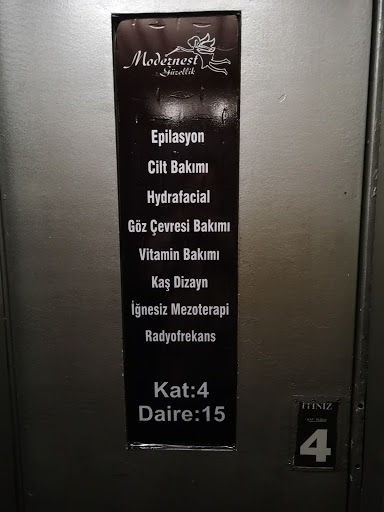 Modernest
Güzellik
Epilasyon
Cilt Bakımı
Hydrafacial
Göz Çevresi Bakımı
Vitamin Bakımı
Kaş Dizayn
İğnesiz Mezoterapi
Radyofrekans
Kat:4
Daire:15
İTİNİZ
4